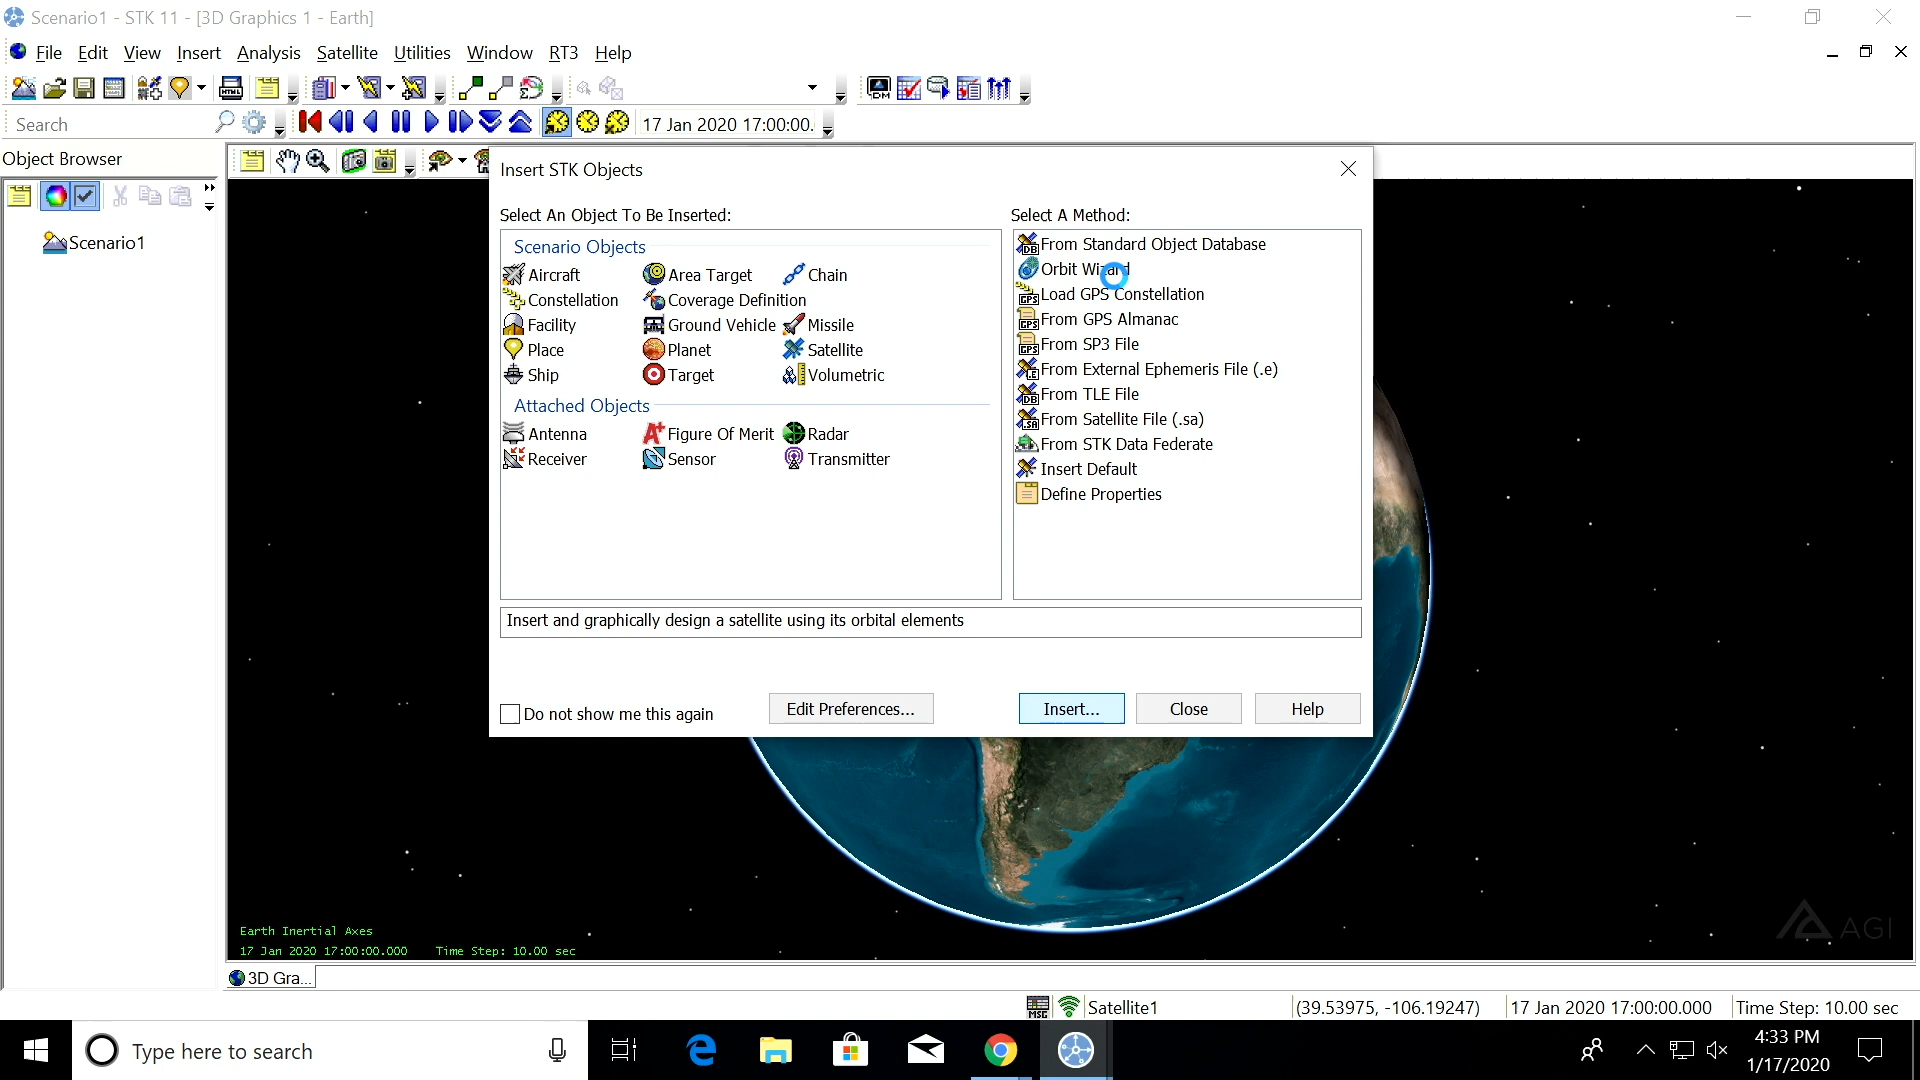 Scenario1 - STK 11 - [3D Graphics 1 - Earth]
File Edit View Insert Analysis Satellite Utilities Window RT3 Help
Search
17 Jan 2020 17:00:00.
Object Browser
Scenario1
Insert STK Objects
Select An Object To Be Inserted:
Scenario Objects
Aircraft Area Target Chain
Constellation Coverage Definition
Facility Ground Vehicle Missile
Place Planet Satellite
Ship Target Volumetric
Attached Objects
Antenna Figure Of Merit Radar
Receiver Sensor Transmitter
Select A Method:
From Standard Object Database
Orbit Wizard
Load GPS Constellation
From GPS Almanac
From SP3 File
From External Ephemeris File (.e)
From TLE File
From Satellite File (.sa)
From STK Data Federate
Insert Default
Define Properties
Insert and graphically design a satellite using its orbital elements
Do not show me this again
Edit Preferences...
Insert...
Close
Help
Earth Inertial Axes
17 Jan 2020 17:00:00.000 Time Step: 10.00 sec
AGI
3D Gra...
Satellite1
(39.53975, -106.19247)
17 Jan 2020 17:00:00.000
Time Step: 10.00 sec
Type here to search
4:33 PM
1/17/2020